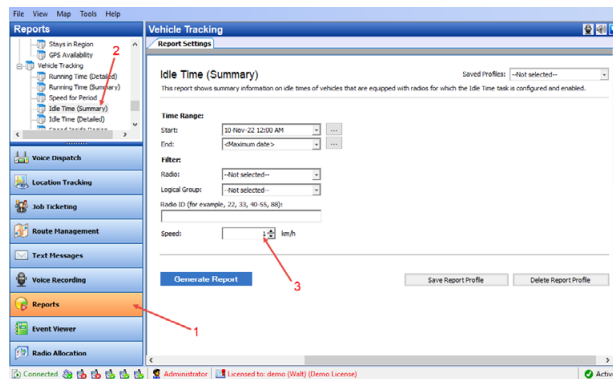 File View Map Tools Help
Reports
Stays in Region
GPS Availability
Vehicle Tracking
Running Time (Detailed)
Running Time (Summary)
Speed for Period
Idle Time (Summary)
Idle Time (Detailed)
Speed Inside Region
2
Voice Dispatch
Location Tracking
Job Ticketing
Route Management
Text Messages
Voice Recording
Reports
Event Viewer
Radio Allocation
1
Vehicle Tracking
Report Settings
Idle Time (Summary)
Saved Profiles: --Not selected--
This report shows summary information on idle times of vehicles that are equipped with radios for which the Idle Time task is configured and enabled.
Time Range:
Start: 10-Nov-22 12:00 AM ...
End: <Maximum date> ...
Filter:
Radio: --Not selected--
Logical Group: --Not selected--
Radio ID (for example, 22, 33, 40-55, 88):
Speed: 1 km/h
3
Generate Report
Save Report Profile
Delete Report Profile
Connected
Administrator
Licensed to: demo (Walt) (Demo License)